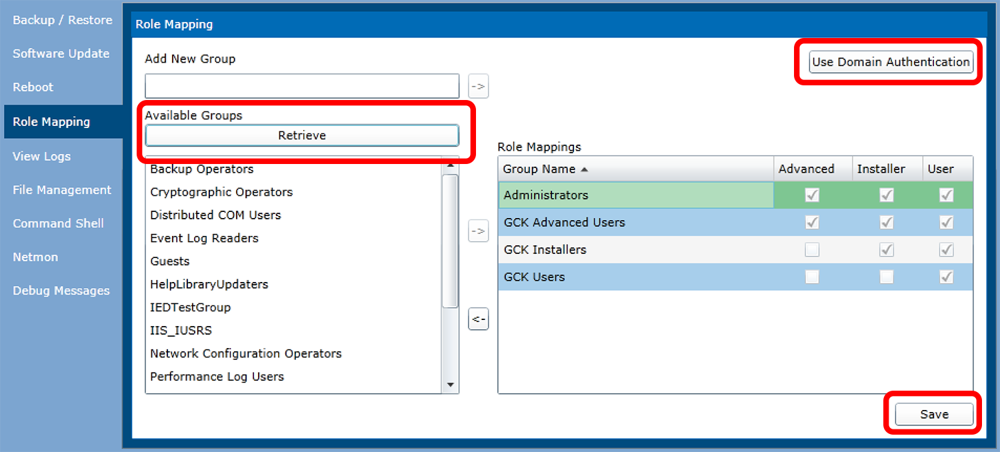 Backup / Restore
Software Update
Reboot
Role Mapping
View Logs
File Management
Command Shell
Netmon
Debug Messages
Role Mapping
Add New Group
->
Use Domain Authentication
Available Groups
Retrieve
Backup Operators
Cryptographic Operators
Distributed COM Users
Event Log Readers
Guests
HelpLibraryUpdaters
IEDTestGroup
IIS_IUSRS
Network Configuration Operators
Performance Log Users
->
<-
Role Mappings
Group Name Advanced Installer User
Administrators
GCK Advanced Users
GCK Installers
GCK Users
Save